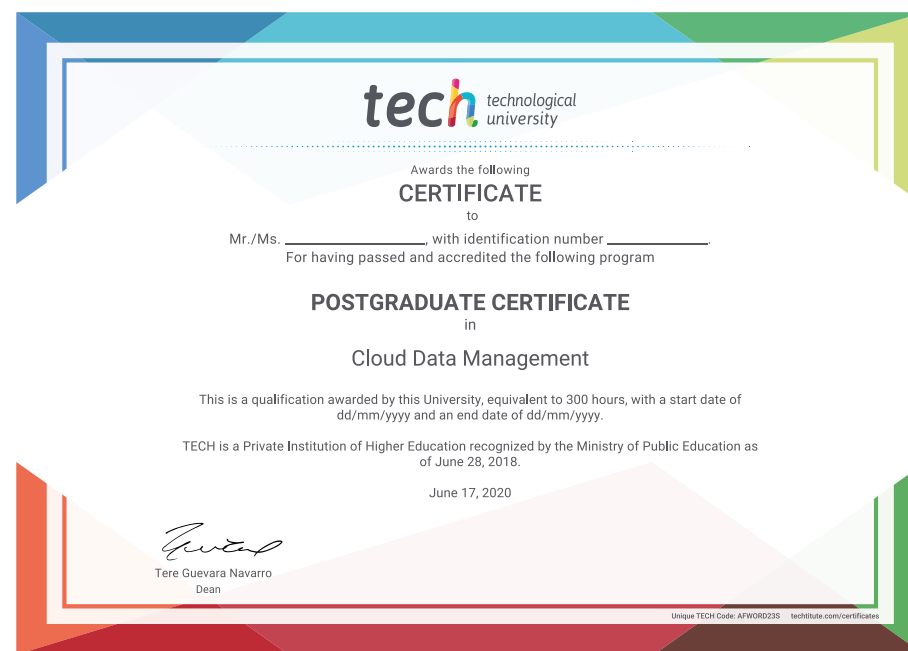 tech technological
university
Awards the following
CERTIFICATE
to
Mr./Ms. ____________________, with identification number ______________.
For having passed and accredited the following program
POSTGRADUATE CERTIFICATE
in
Cloud Data Management
This is a qualification awarded by this University, equivalent to 300 hours, with a start date of
dd/mm/yyyy and an end date of dd/mm/yyyy.
TECH is a Private Institution of Higher Education recognized by the Ministry of Public Education as
of June 28, 2018.
June 17, 2020
Tere Guevara Navarro
Dean
Unique TECH Code: AFWORD23S techtitute.com/certificates